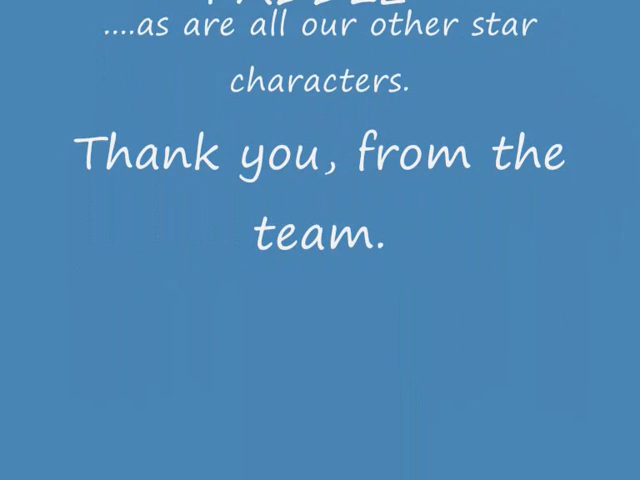 ....as are all our other star
characters.
Thank you, from the
team.